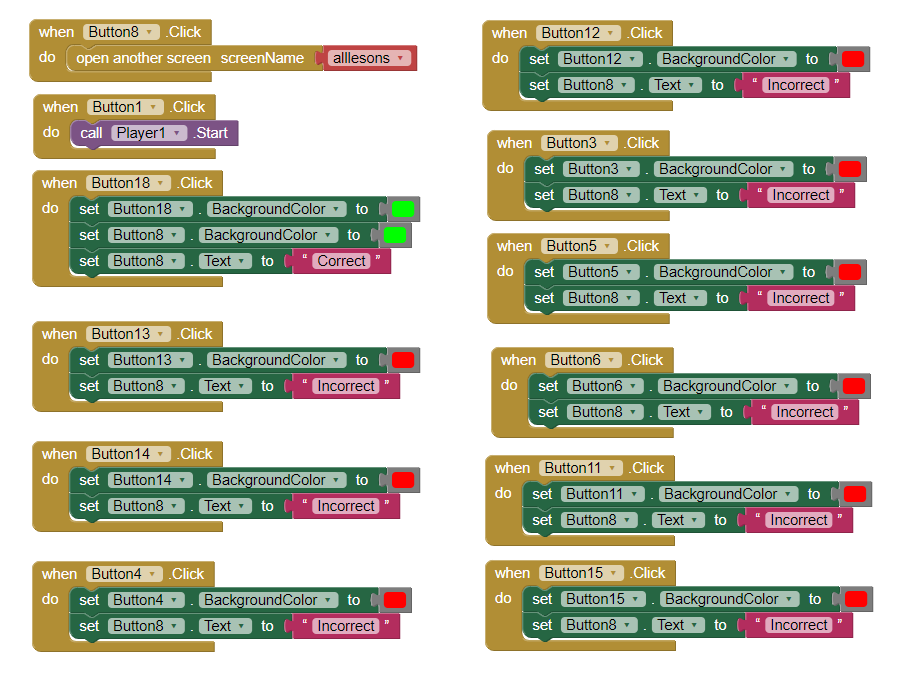 when Button8 .Click
do open another screen screenName alllesons
when Button1 .Click
do call Player1 .Start
when Button18 .Click
do set Button18 . BackgroundColor to
set Button8 . BackgroundColor to
set Button8 . Text to “ Correct ”
when Button13 .Click
do set Button13 . BackgroundColor to
set Button8 . Text to “ Incorrect ”
when Button14 .Click
do set Button14 . BackgroundColor to
set Button8 . Text to “ Incorrect ”
when Button4 .Click
do set Button4 . BackgroundColor to
set Button8 . Text to “ Incorrect ”
when Button12 .Click
do set Button12 . BackgroundColor to
set Button8 . Text to “ Incorrect ”
when Button3 .Click
do set Button3 . BackgroundColor to
set Button8 . Text to “ Incorrect ”
when Button5 .Click
do set Button5 . BackgroundColor to
set Button8 . Text to “ Incorrect ”
when Button6 .Click
do set Button6 . BackgroundColor to
set Button8 . Text to “ Incorrect ”
when Button11 .Click
do set Button11 . BackgroundColor to
set Button8 . Text to “ Incorrect ”
when Button15 .Click
do set Button15 . BackgroundColor to
set Button8 . Text to “ Incorrect ”